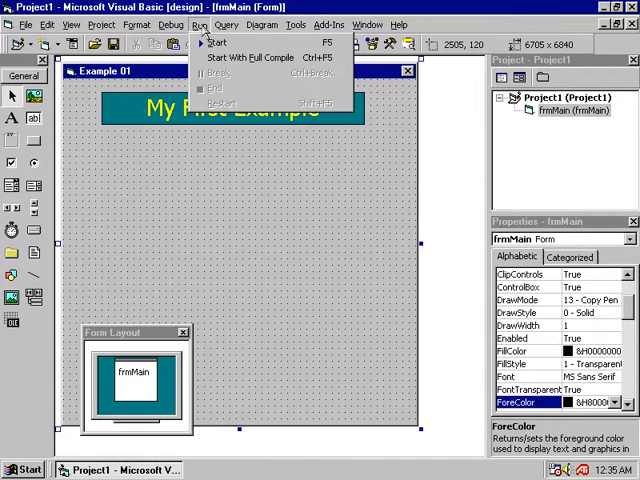 Project1 - Microsoft Visual Basic [design] - [frmMain (Form)]
File Edit View Project Format Debug Run Query Diagram Tools Add-Ins Window Help
2505, 120
6705 x 6840
Start F5
Start With Full Compile Ctrl+F5
Break Ctrl+Break
End
Restart Shift+F5
General
Example 01
My First Example
Form Layout
frmMain
Project - Project1
Project1 (Project1)
frmMain (frmMain)
Properties - frmMain
frmMain Form
Alphabetic Categorized
ClipControls True
ControlBox True
DrawMode 13 - Copy Pen
DrawStyle 0 - Solid
DrawWidth 1
Enabled True
FillColor &H0000000
FillStyle 1 - Transparent
Font MS Sans Serif
FontTransparent True
ForeColor &H8000
ForeColor
Returns/sets the foreground color
used to display text and graphics in
Start
Project1 - Microsoft V...
12:35 AM